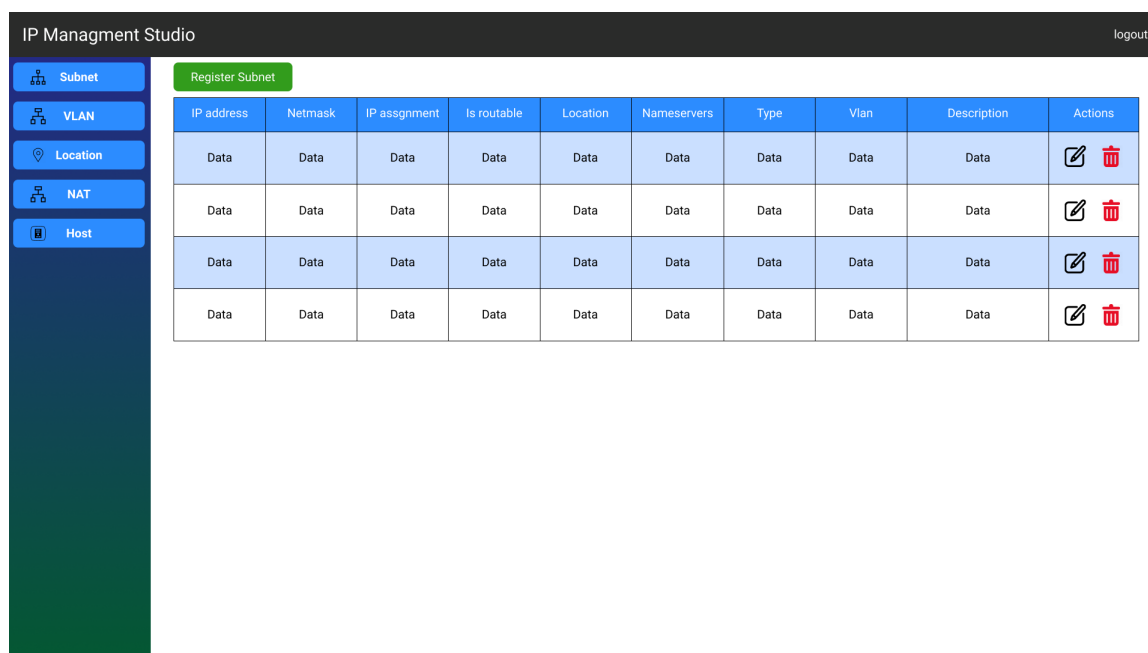 IP Managment Studio logout
Subnet
VLAN
Location
NAT
Host
Register Subnet
IP address Netmask IP assgnment Is routable Location Nameservers Type Vlan Description Actions
Data Data Data Data Data Data Data Data Data
Data Data Data Data Data Data Data Data Data
Data Data Data Data Data Data Data Data Data
Data Data Data Data Data Data Data Data Data